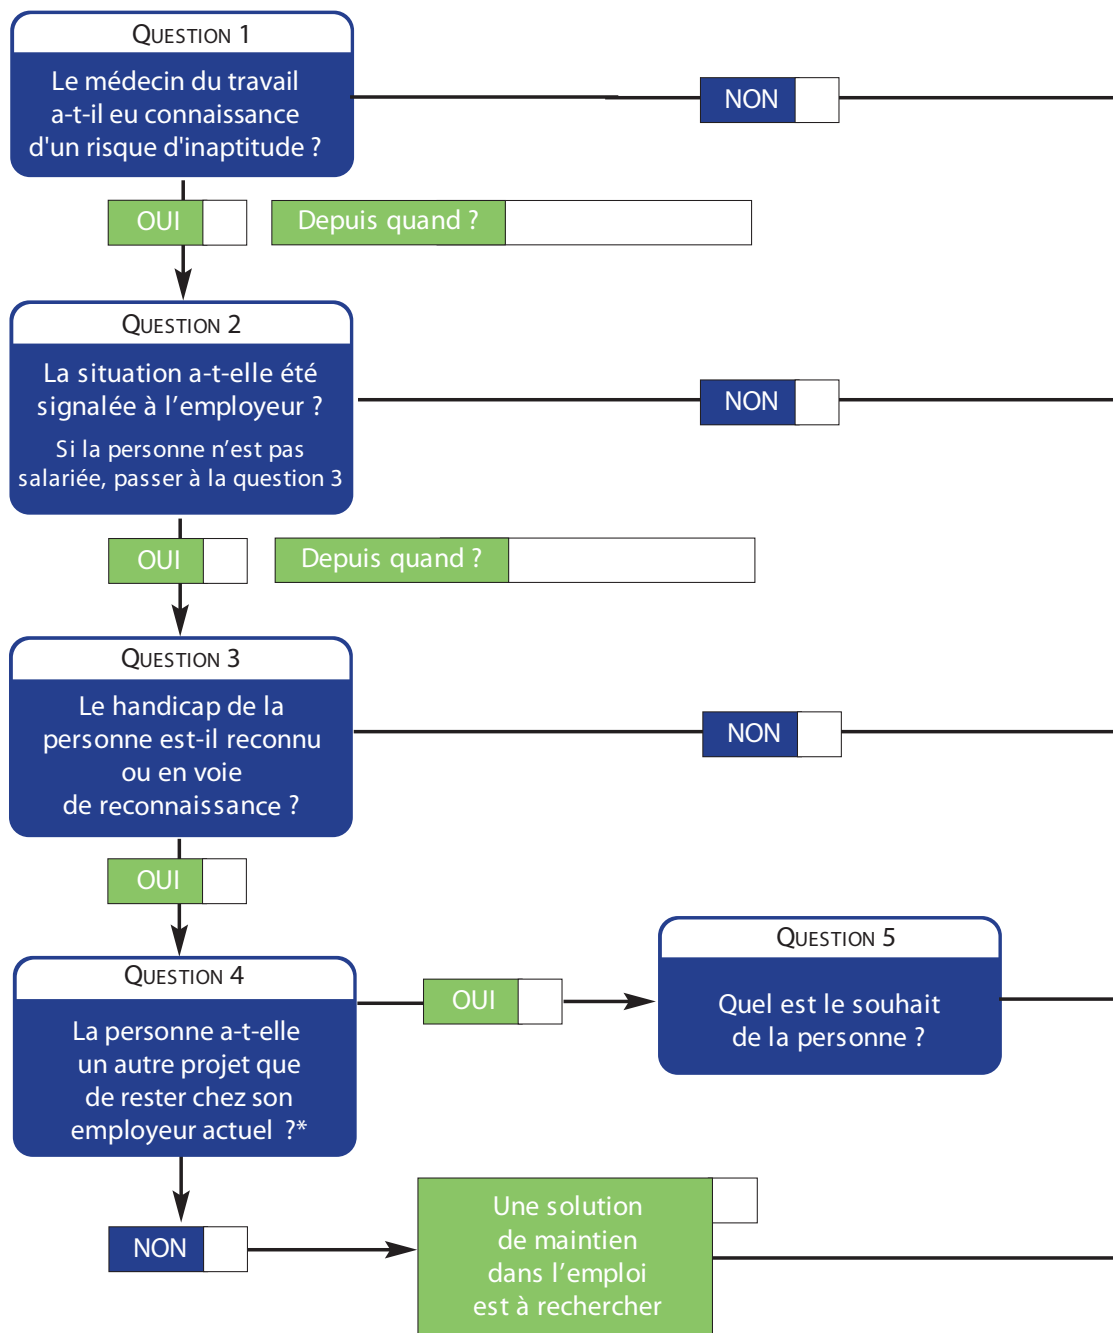 QUESTION 1
Le médecin du travail
a-t-il eu connaissance
d'un risque d'inaptitude ?
NON
OUI
Depuis quand ?
QUESTION 2
La situation a-t-elle été
signalée à l’employeur ?
Si la personne n’est pas
salariée, passer à la question 3
NON
OUI
Depuis quand ?
QUESTION 3
Le handicap de la
personne est-il reconnu
ou en voie
de reconnaissance ?
NON
OUI
QUESTION 4
La personne a-t-elle
un autre projet que
de rester chez son
employeur actuel ?*
OUI
QUESTION 5
Quel est le souhait
de la personne ?
NON
Une solution
de maintien
dans l’emploi
est à rechercher